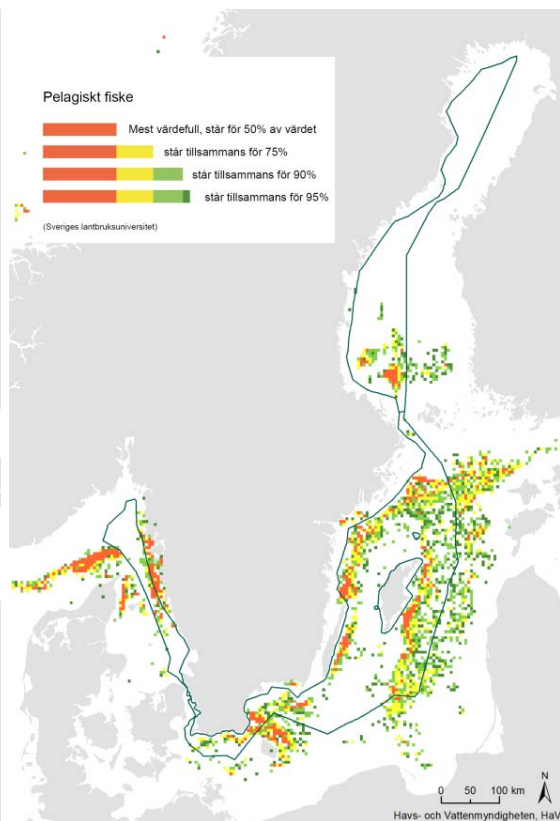 Pelagiskt fiske
Mest värdefull, står för 50% av värdet
står tillsammans för 75%
står tillsammans för 90%
står tillsammans för 95%
(Sveriges lantbruksuniversitet)
N
0 50 100 km
Havs- och Vattenmyndigheten, HaV